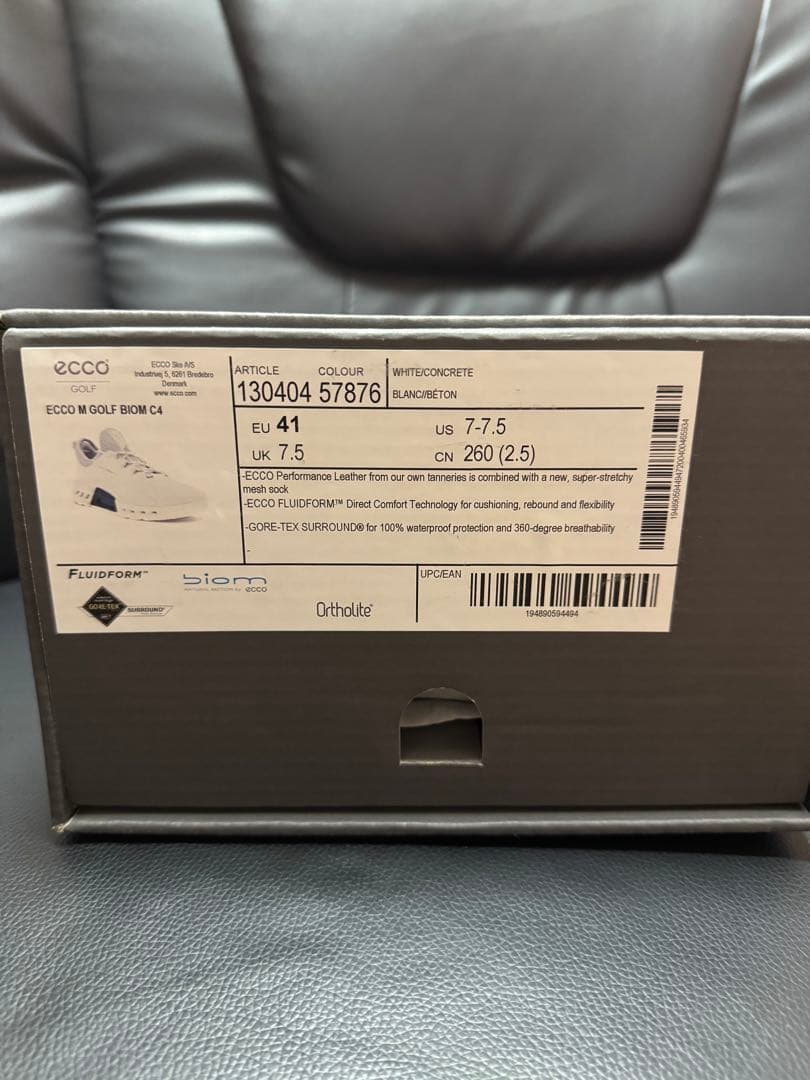 ecco
GOLF
ECCO Sko A/S
Industrivej 5, 6261 Bredebro
Denmark
www.ecco.com
ECCO M GOLF BIOM C4
ARTICLE COLOUR
130404 57876
WHITE/CONCRETE
BLANC//BÉTON
EU 41
US 7-7.5
UK 7.5
CN 260 (2.5)
-ECCO Performance Leather from our own tanneries is combined with a new, super-stretchy
mesh sock
-ECCO FLUIDFORM™ Direct Comfort Technology for cushioning, rebound and flexibility
-GORE-TEX SURROUND® for 100% waterproof protection and 360-degree breathability
-
FLUIDFORM™
biom
NATURAL MOTION by ecco
GORE-TEX
SURROUND®
Ortholite®
UPC/EAN
194890594494